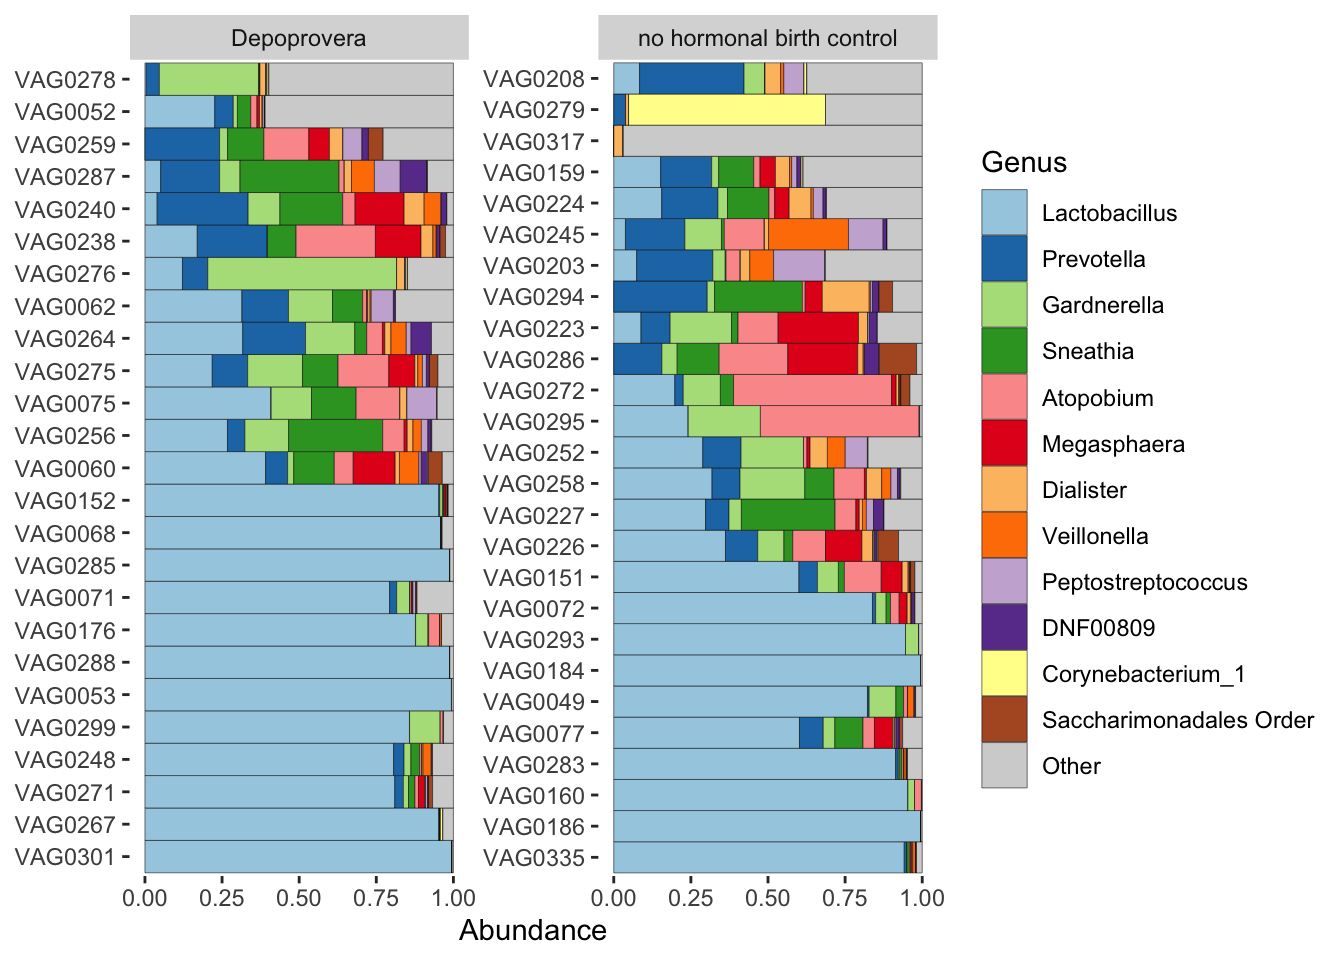 Depoprovera
VAG0278
VAG0052
VAG0259
VAG0287
VAG0240
VAG0238
VAG0276
VAG0062
VAG0264
VAG0275
VAG0075
VAG0256
VAG0060
VAG0152
VAG0068
VAG0285
VAG0071
VAG0176
VAG0288
VAG0053
VAG0299
VAG0248
VAG0271
VAG0267
VAG0301
0.00 0.25 0.50 0.75 1.00
no hormonal birth control
VAG0208
VAG0279
VAG0317
VAG0159
VAG0224
VAG0245
VAG0203
VAG0294
VAG0223
VAG0286
VAG0272
VAG0295
VAG0252
VAG0258
VAG0227
VAG0226
VAG0151
VAG0072
VAG0293
VAG0184
VAG0049
VAG0077
VAG0283
VAG0160
VAG0186
VAG0335
0.00 0.25 0.50 0.75 1.00
Abundance
Genus
Lactobacillus
Prevotella
Gardnerella
Sneathia
Atopobium
Megasphaera
Dialister
Veillonella
Peptostreptococcus
DNF00809
Corynebacterium_1
Saccharimonadales Order
Other